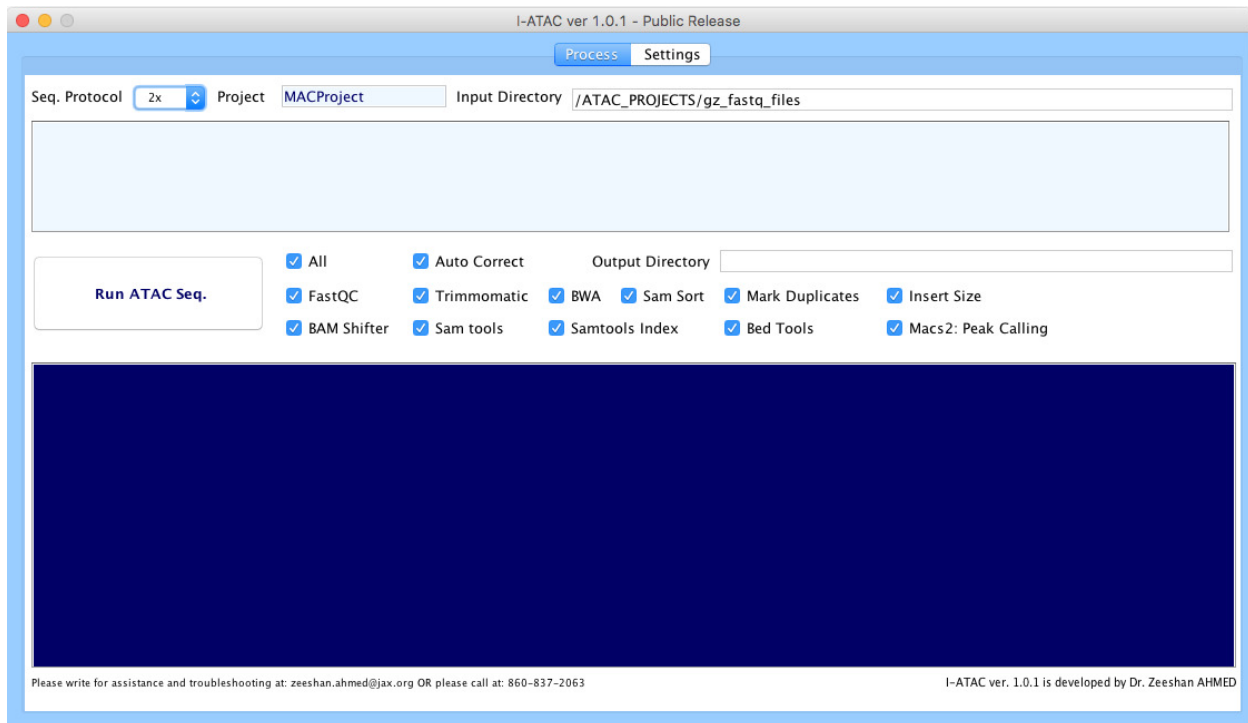 I-ATAC ver 1.0.1 - Public Release
Process Settings
Seq. Protocol 2x Project MACProject Input Directory /ATAC_PROJECTS/gz_fastq_files
All Auto Correct Output Directory
Run ATAC Seq.
FastQC Trimmomatic BWA Sam Sort Mark Duplicates Insert Size
BAM Shifter Sam tools Samtools Index Bed Tools Macs2: Peak Calling
Please write for assistance and troubleshooting at: zeeshan.ahmed@jax.org OR please call at: 860-837-2063
I-ATAC ver. 1.0.1 is developed by Dr. Zeeshan AHMED